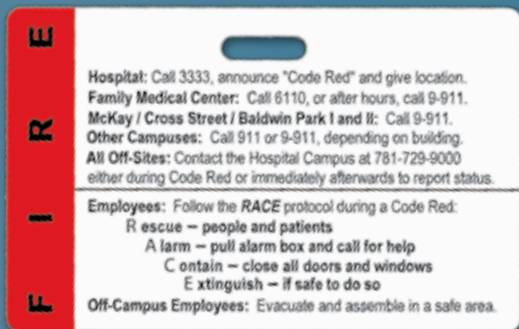 FIRE
Hospital: Call 3333, announce "Code Red" and give location.
Family Medical Center: Call 6110, or after hours, call 9-911.
McKay / Cross Street / Baldwin Park I and II: Call 9-911.
Other Campuses: Call 911 or 9-911, depending on building.
All Off-Sites: Contact the Hospital Campus at 781-729-9000
either during Code Red or immediately afterwards to report status.
Employees: Follow the RACE protocol during a Code Red:
R escue – people and patients
A larm – pull alarm box and call for help
C ontain – close all doors and windows
E xtinguish – if safe to do so
Off-Campus Employees: Evacuate and assemble in a safe area.